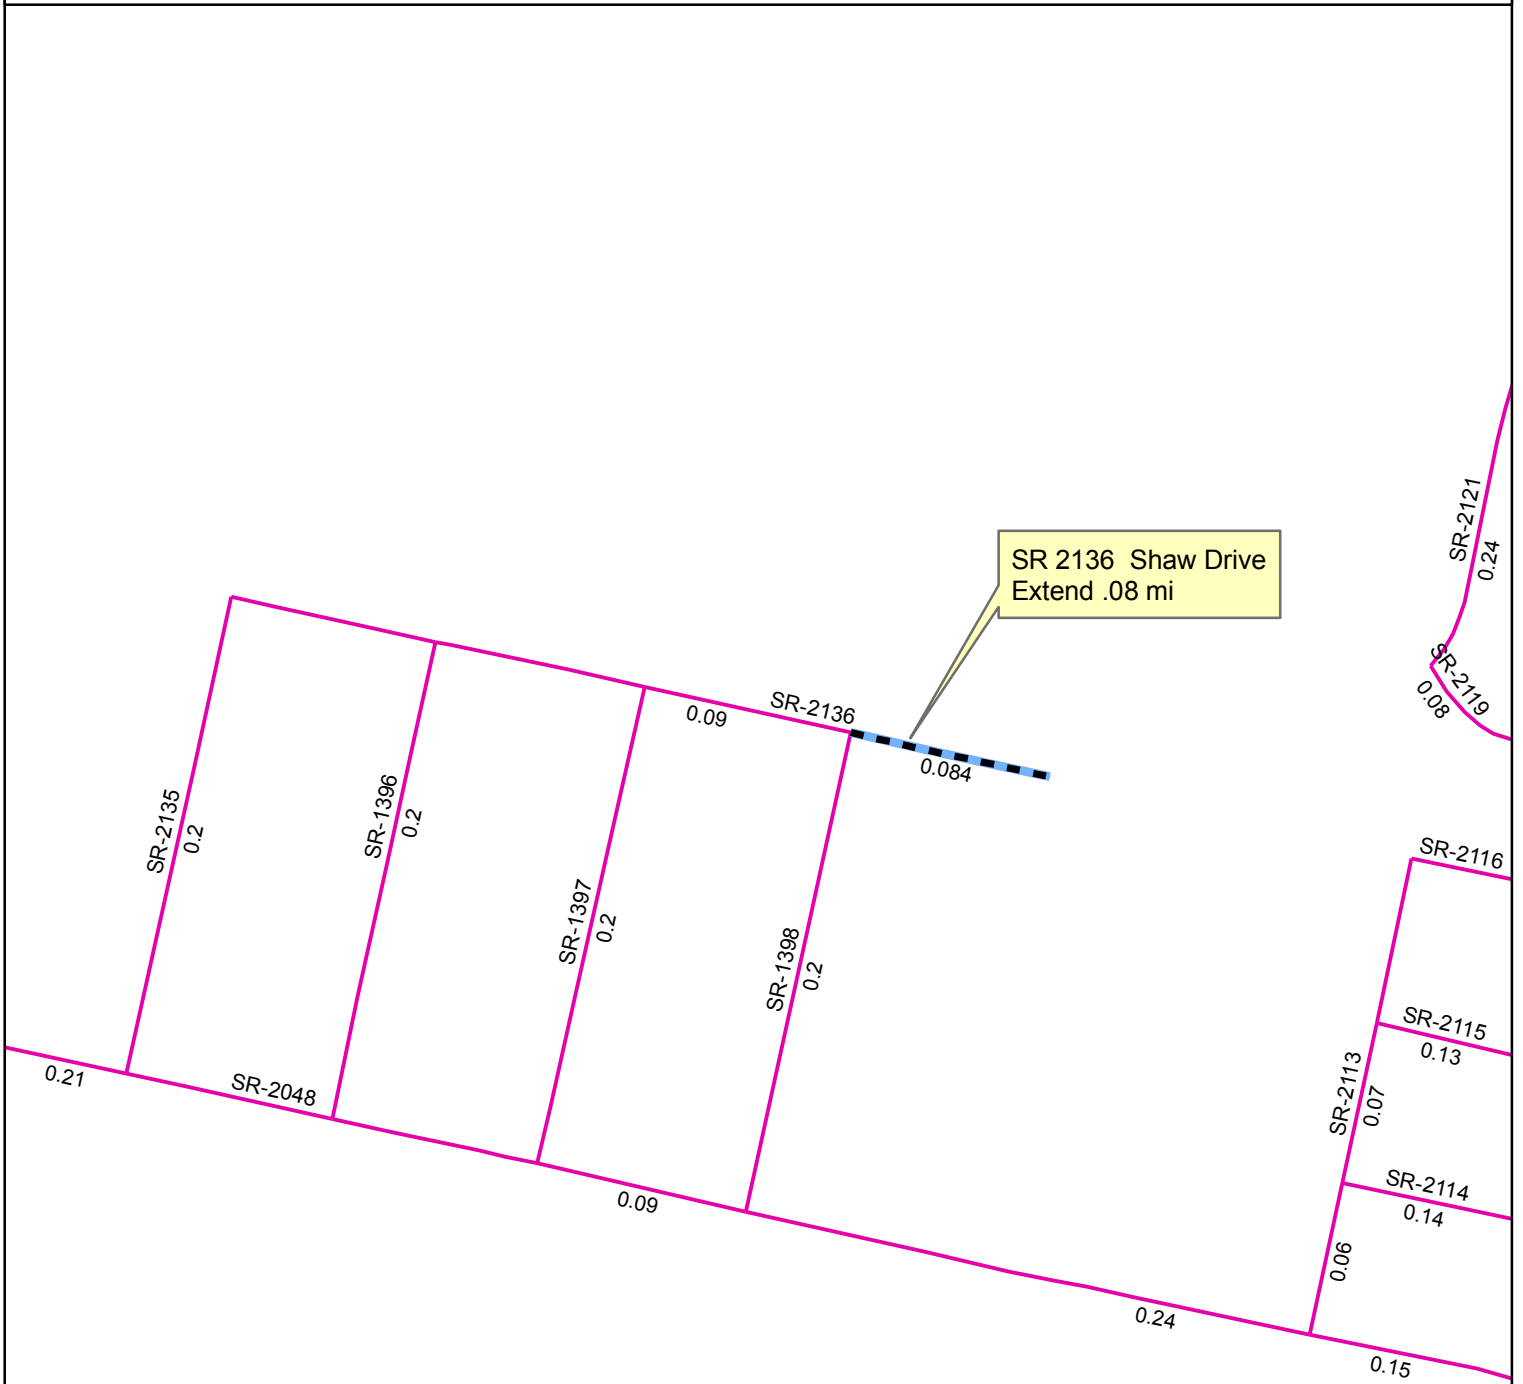 SR-2121
0.24
SR 2136  Shaw Drive
Extend .08 mi
SR-2119
0.08
SR-2136
0.09
0.084
SR-2135
0.2
SR-1396
0.2
SR-1397
0.2
SR-1398
0.2
SR-2116
SR-2115
0.13
SR-2113
0.07
SR-2114
0.14
0.06
0.21
SR-2048
0.09
0.24
0.15